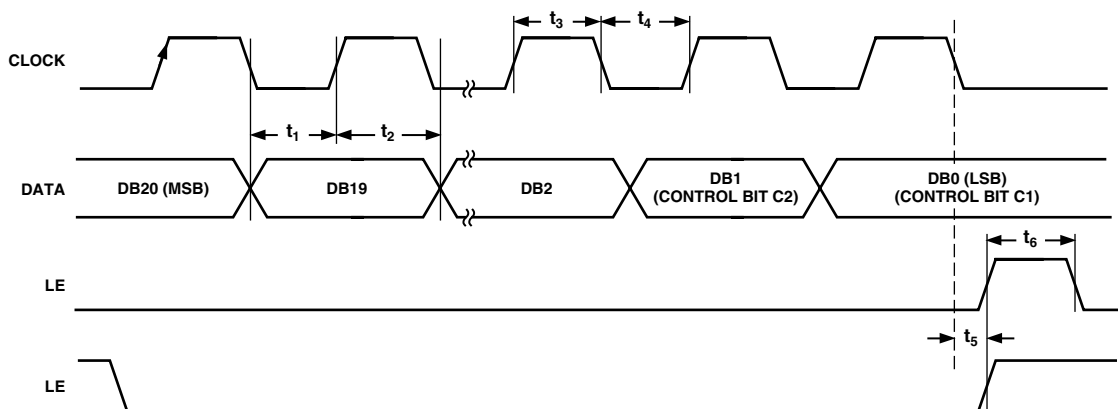 t3 t4
CLOCK
t1 t2
DATA
DB20 (MSB) DB19 DB2 DB1 DB0 (LSB)
(CONTROL BIT C2) (CONTROL BIT C1)
t6
LE
t5
LE